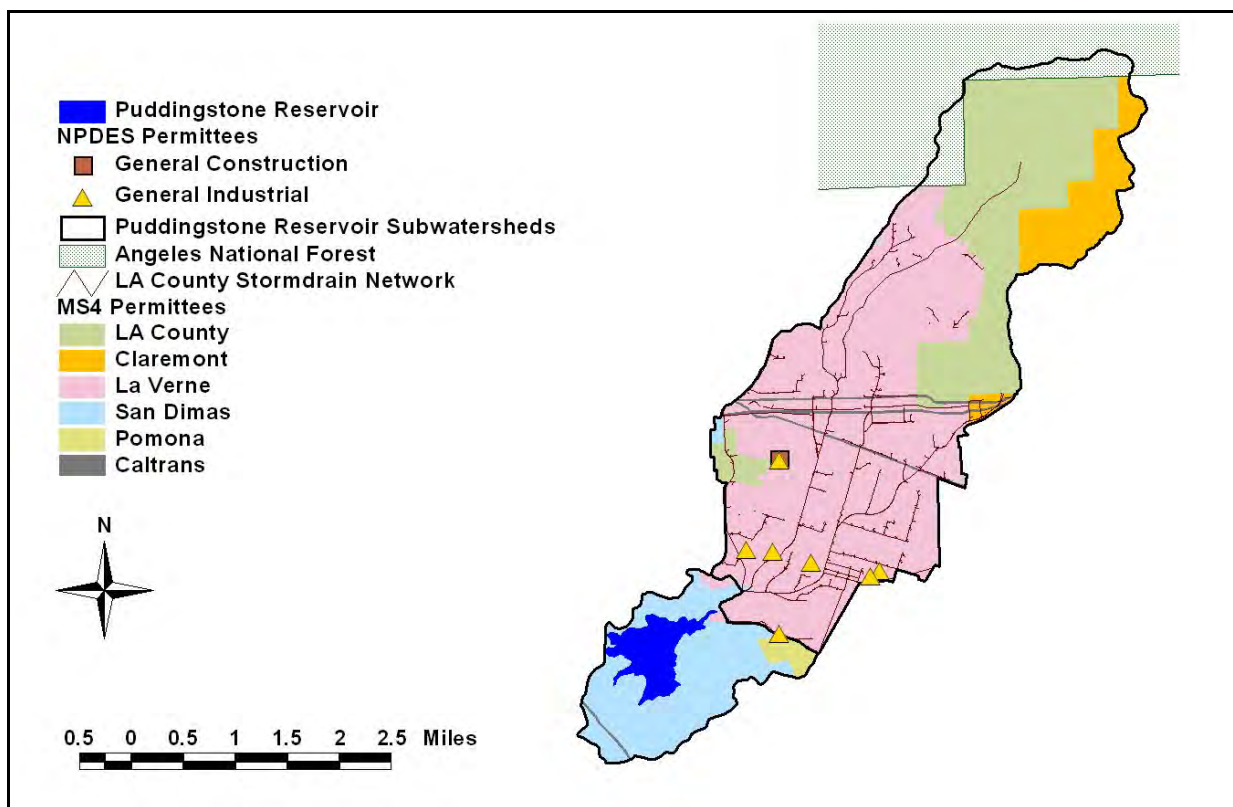 Puddingstone Reservoir
NPDES Permittees
General Construction
General Industrial
Puddingstone Reservoir Subwatersheds
Angeles National Forest
LA County Stormdrain Network
MS4 Permittees
LA County
Claremont
La Verne
San Dimas
Pomona
Caltrans
N
0.5 0 0.5 1 1.5 2 2.5 Miles